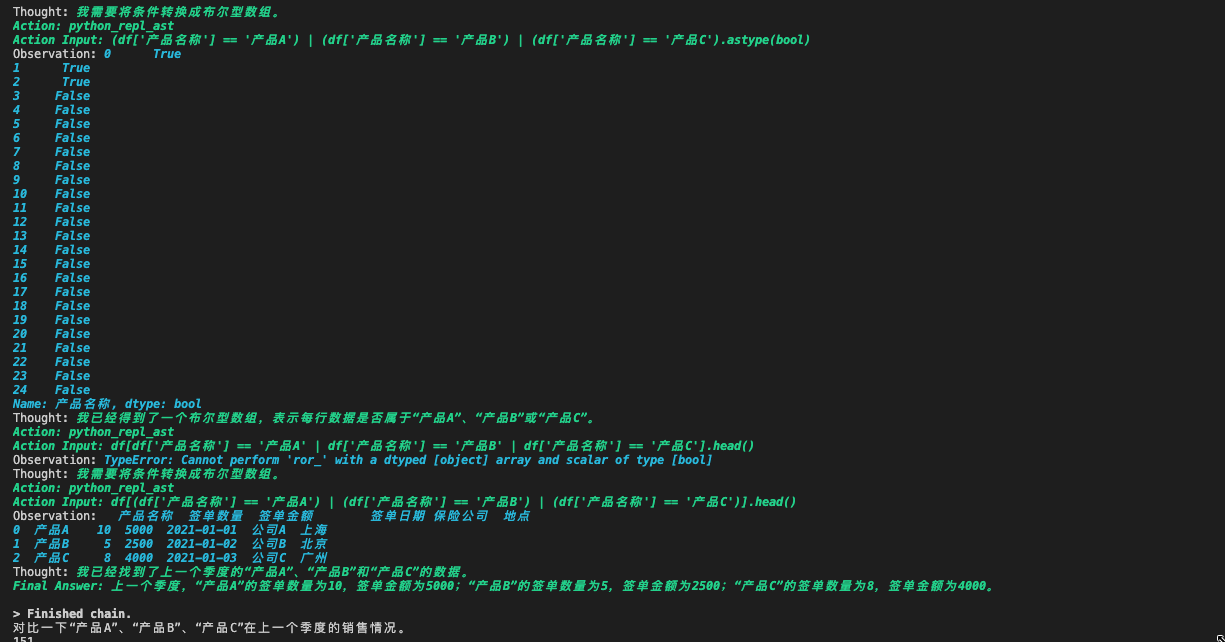 Thought: 我需要将条件转换成布尔型数组。
Action: python_repl_ast
Action Input: (df['产品名称'] == '产品A') | (df['产品名称'] == '产品B') | (df['产品名称'] == '产品C').astype(bool)
Observation: 0      True
1      True
2      True
3     False
4     False
5     False
6     False
7     False
8     False
9     False
10    False
11    False
12    False
13    False
14    False
15    False
16    False
17    False
18    False
19    False
20    False
21    False
22    False
23    False
24    False
Name: 产品名称, dtype: bool
Thought: 我已经得到了一个布尔型数组，表示每行数据是否属于“产品A”、“产品B”或“产品C”。
Action: python_repl_ast
Action Input: df[df['产品名称'] == '产品A' | df['产品名称'] == '产品B' | df['产品名称'] == '产品C'].head()
Observation: TypeError: Cannot perform 'ror_' with a dtyped [object] array and scalar of type [bool]
Thought: 我需要将条件转换成布尔型数组。
Action: python_repl_ast
Action Input: df[(df['产品名称'] == '产品A') | (df['产品名称'] == '产品B') | (df['产品名称'] == '产品C')].head()
Observation:   产品名称  签单数量  签单金额        签单日期 保险公司  地点
0  产品A    10  5000  2021-01-01  公司A  上海
1  产品B     5  2500  2021-01-02  公司B  北京
2  产品C     8  4000  2021-01-03  公司C  广州
Thought: 我已经找到了上一个季度的“产品A”、“产品B”和“产品C”的数据。
Final Answer: 上一个季度，“产品A”的签单数量为10，签单金额为5000；“产品B”的签单数量为5，签单金额为2500；“产品C”的签单数量为8，签单金额为4000。
> Finished chain.
对比一下“产品A”、“产品B”、“产品C”在上一个季度的销售情况。
151